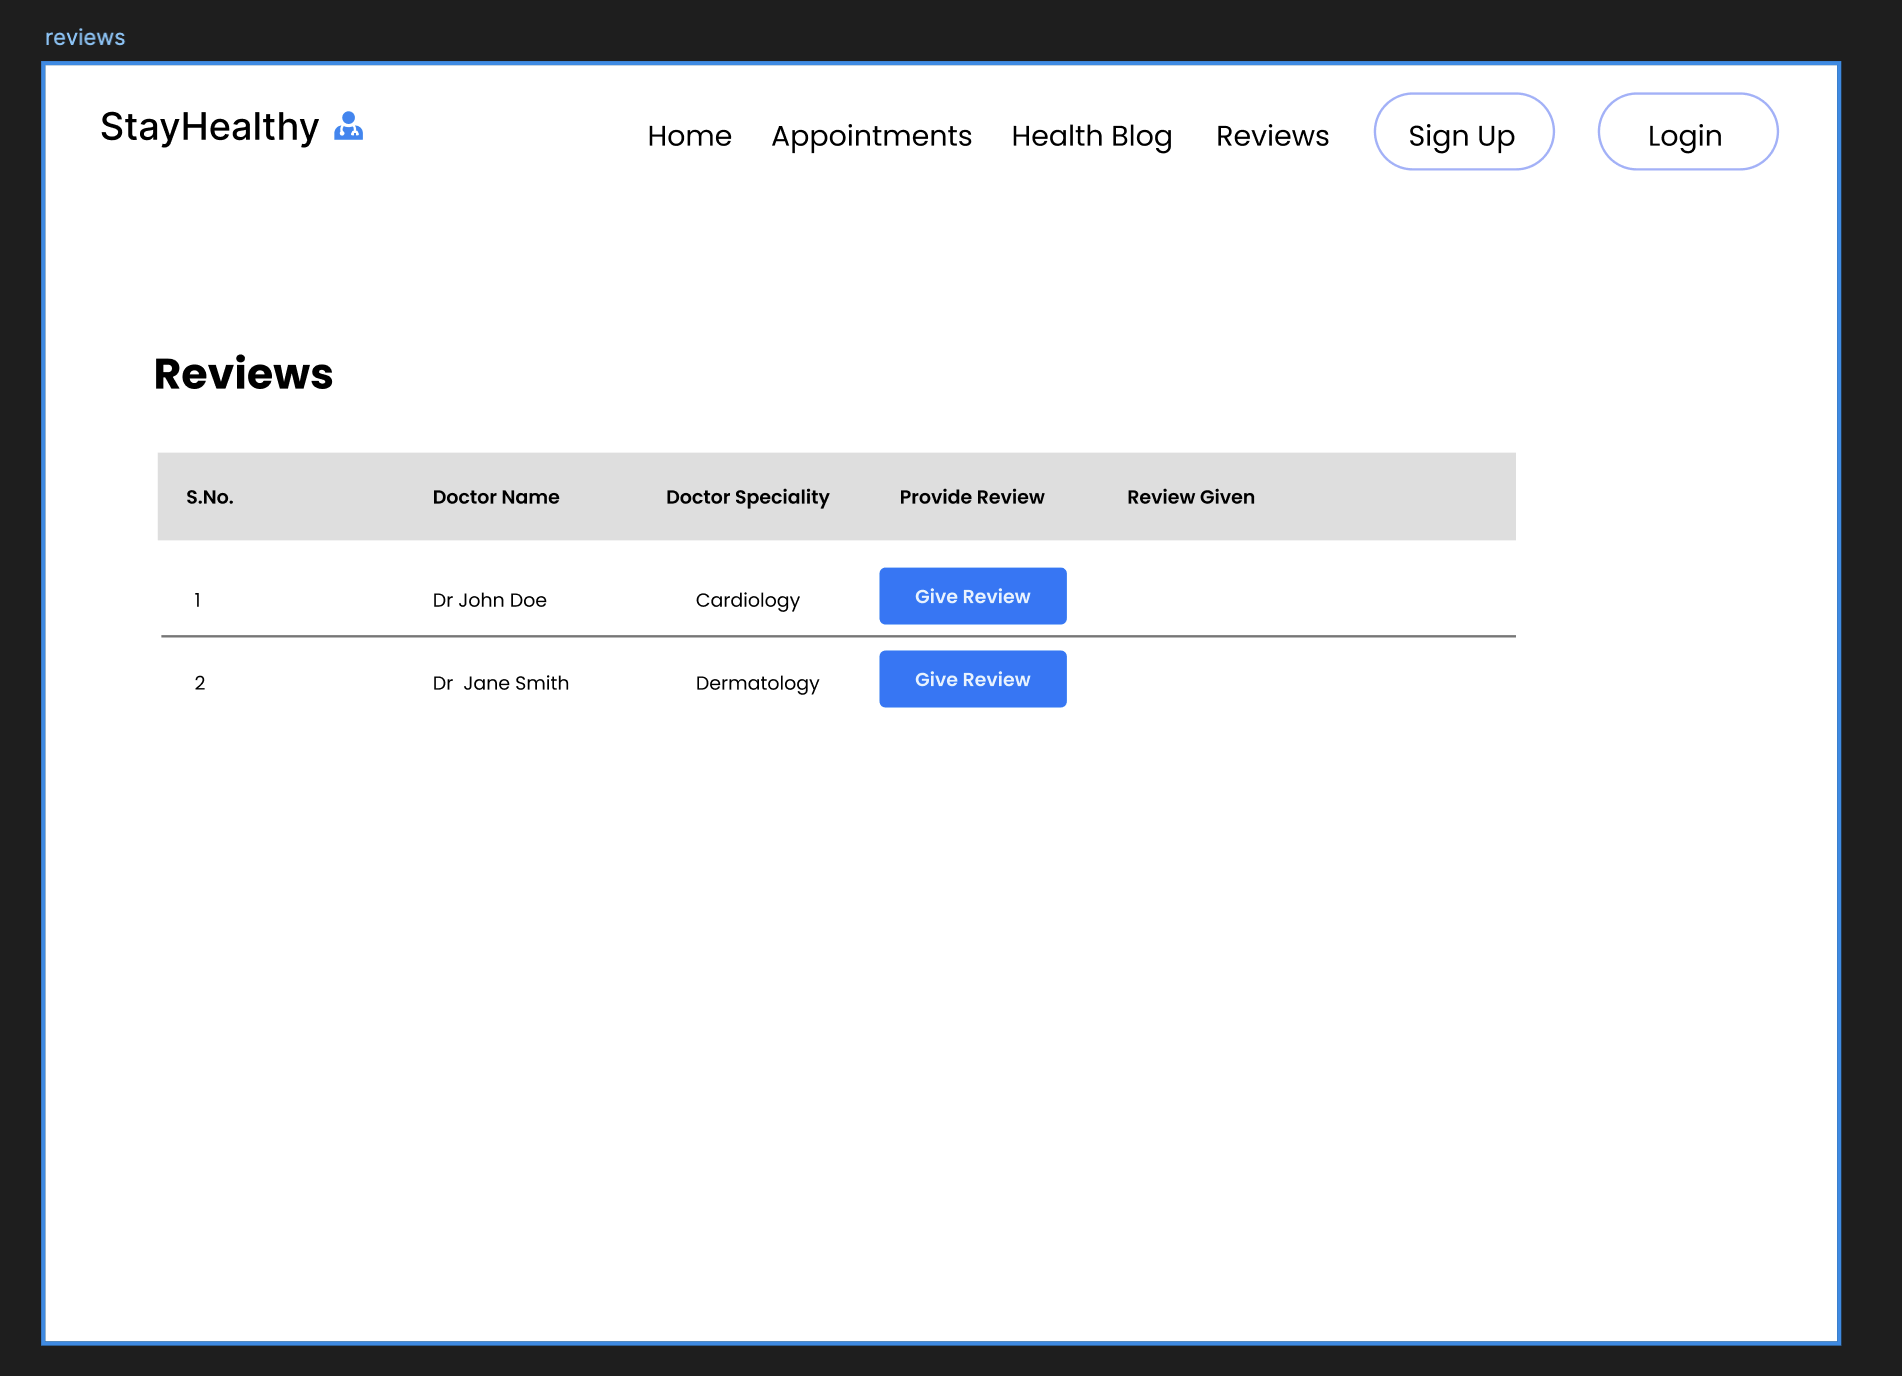 reviews
StayHealthy
Home Appointments Health Blog Reviews Sign Up Login
Reviews
S.No. Doctor Name Doctor Speciality Provide Review Review Given
1 Dr John Doe Cardiology Give Review
2 Dr  Jane Smith Dermatology Give Review